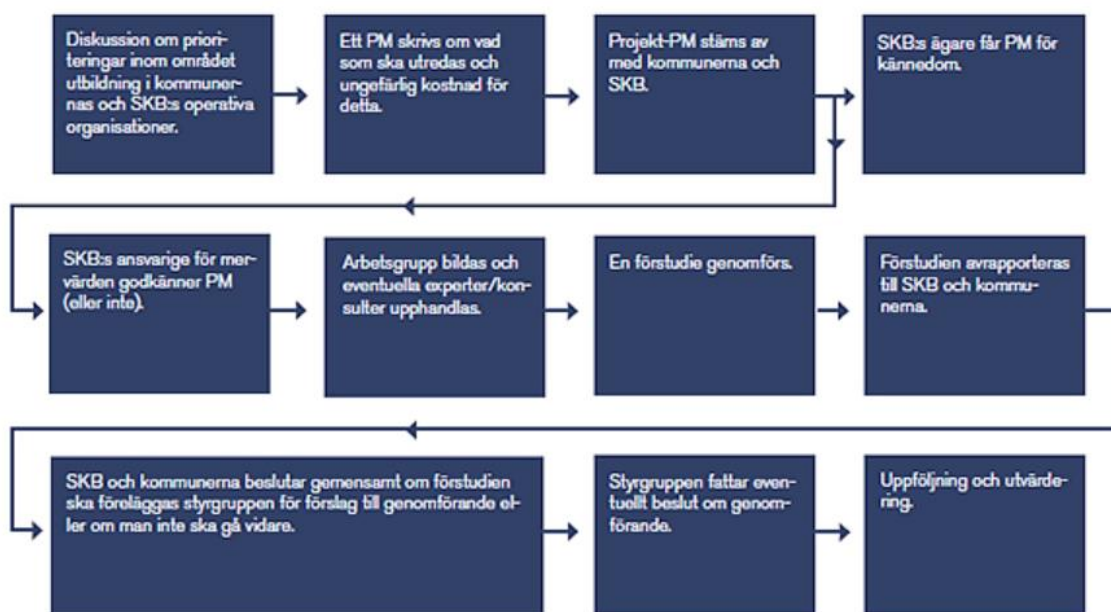 Diskussion om prior-
iteringar inom området
utbildning i kommuner-
nas och SKB:s operativa
organisationer.
Ett PM skrivs om vad
som ska utredas och
ungefärlig kostnad för
detta.
Projekt-PM stäms av
med kommunerna och
SKB.
SKB:s ägare får PM för
kännedom.
SKB:s ansvarige för mer-
värden godkänner PM
(eller inte).
Arbetsgrupp bildas och
eventuella experter/kon-
sulter upphandlas.
En förstudie genomförs.
Förstudien avrapporteras
till SKB och kommu-
nerna.
SKB och kommunerna beslutar gemensamt om förstudien
ska föreläggas styrgruppen för förslag till genomförande el-
ler om man inte ska gå vidare.
Styrgruppen fattar even-
tuellt beslut om genom-
förande.
Uppföljning och utvärde-
ring.